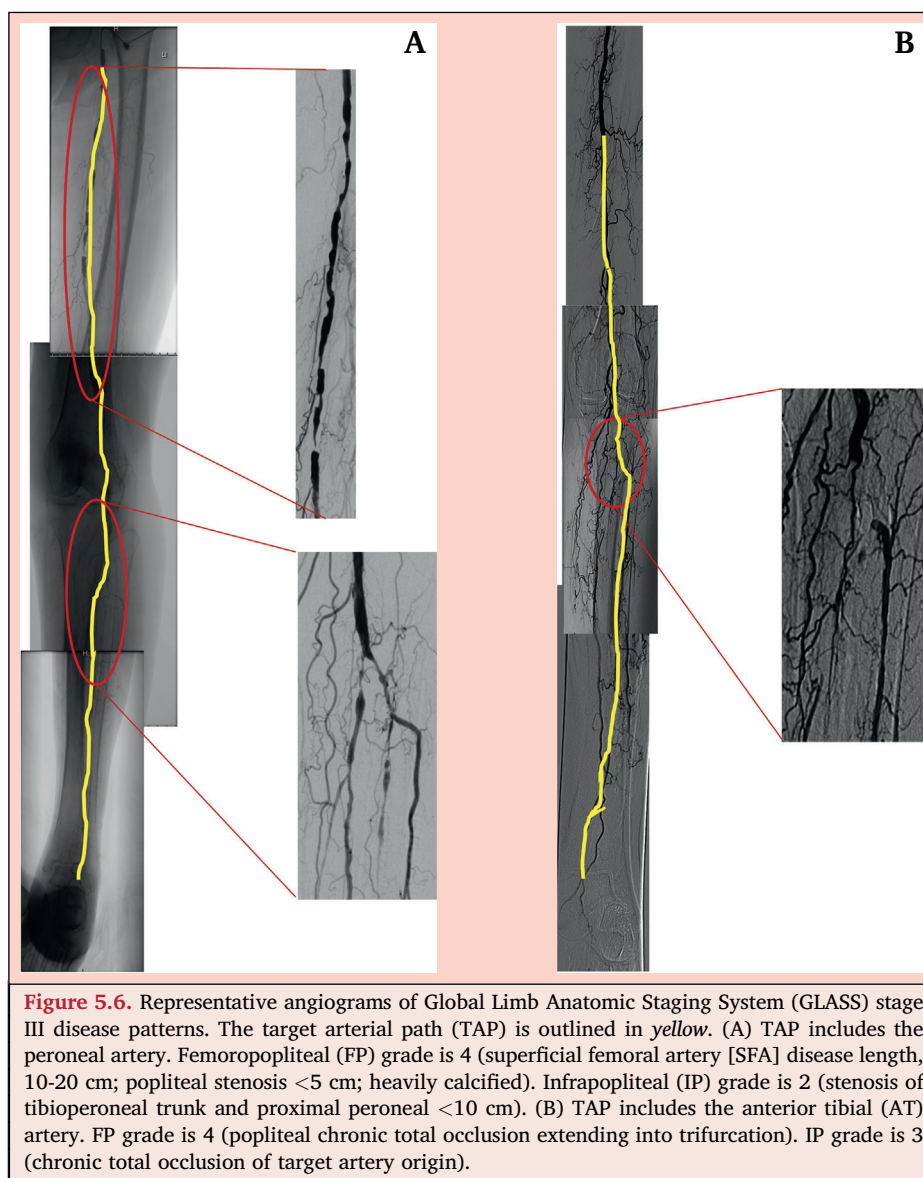 A
B
Figure 5.6. Representative angiograms of Global Limb Anatomic Staging System (GLASS) stage
III disease patterns. The target arterial path (TAP) is outlined in yellow. (A) TAP includes the
peroneal artery. Femoropopliteal (FP) grade is 4 (superficial femoral artery [SFA] disease length,
10-20 cm; popliteal stenosis <5 cm; heavily calcified). Infrapopliteal (IP) grade is 2 (stenosis of
tibioperoneal trunk and proximal peroneal <10 cm). (B) TAP includes the anterior tibial (AT)
artery. FP grade is 4 (popliteal chronic total occlusion extending into trifurcation). IP grade is 3
(chronic total occlusion of target artery origin).